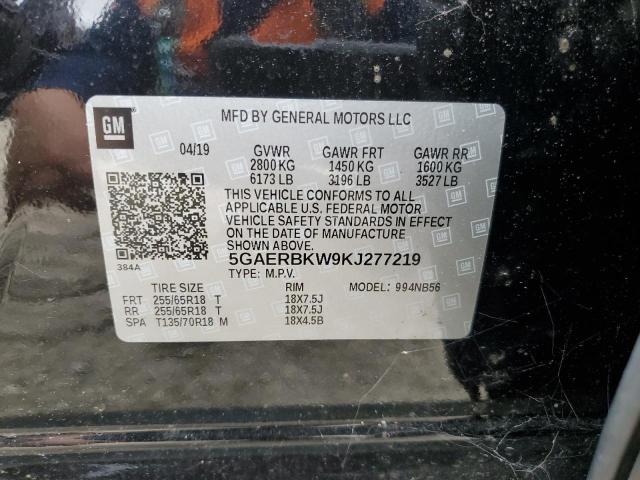 GM
MFD BY GENERAL MOTORS LLC
04/19 GVWR GAWR FRT GAWR RR
2800 KG 1450 KG 1600 KG
6173 LB 3196 LB 3527 LB
THIS VEHICLE CONFORMS TO ALL
APPLICABLE U.S. FEDERAL MOTOR
VEHICLE SAFETY STANDARDS IN EFFECT
ON THE DATE OF MANUFACTURE
SHOWN ABOVE.
384A
5GAERBKW9KJ277219
TYPE: M.P.V. MODEL: 994NB56
TIRE SIZE RIM
FRT 255/65R18 T 18X7.5J
RR 255/65R18 T 18X7.5J
SPA T135/70R18 M 18X4.5B